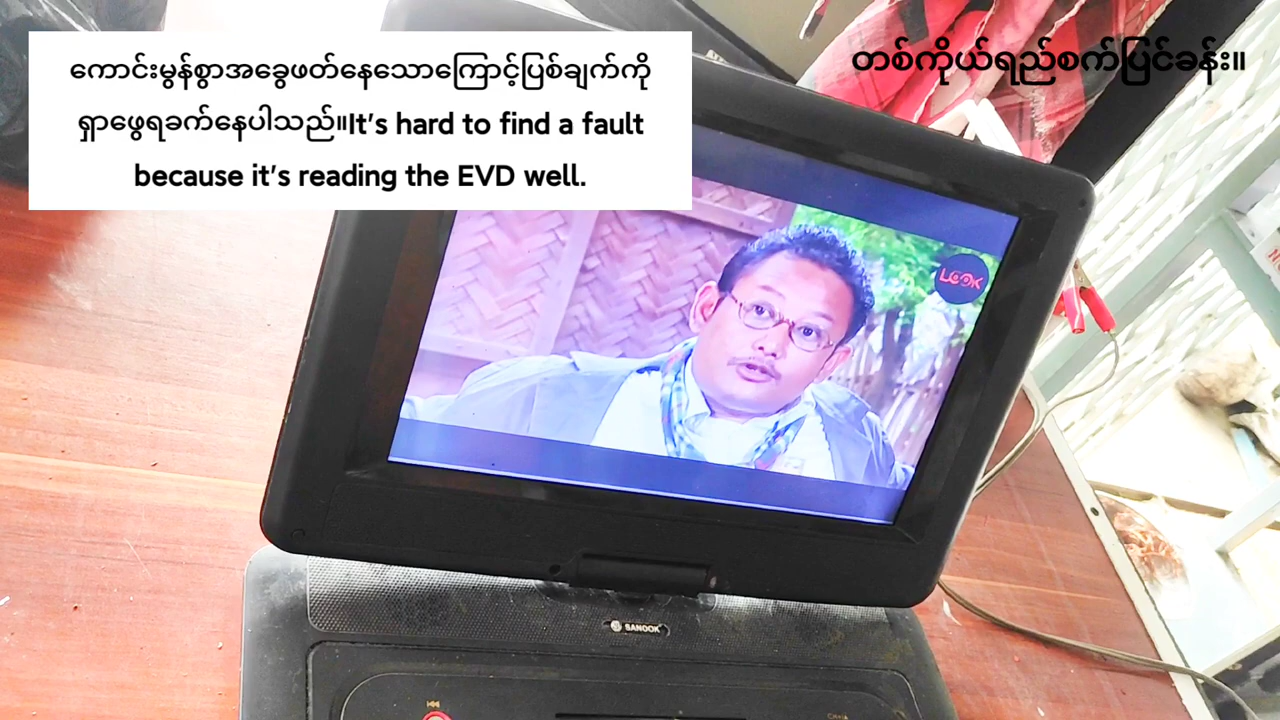 ကောင်းမွန်စွာအခွေဖတ်နေသောကြောင့်ပြစ်ချက်ကို
ရှာဖွေရခက်နေပါသည်။It's hard to find a fault
because it's reading the EVD well.
တစ်ကိုယ်ရည်စက်ပြင်ခန်း။
LOOK
SANOOK